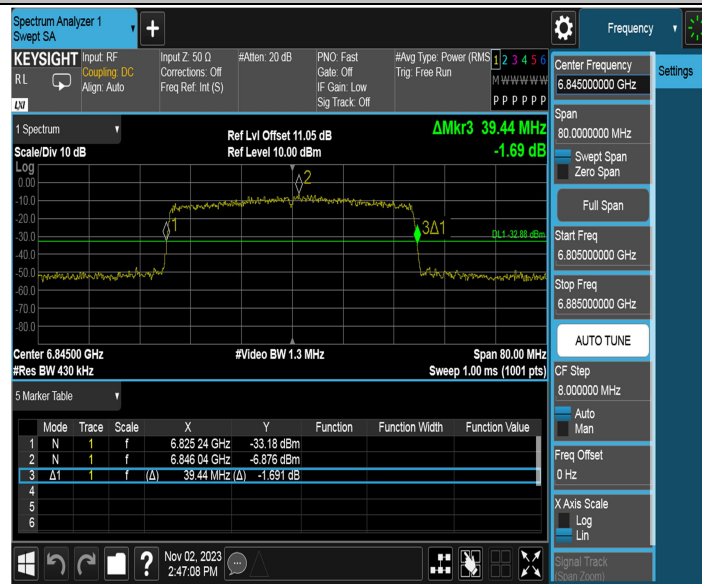 Spectrum Analyzer 1
Swept SA
+
Frequency
KEYSIGHT
RL
LXI
Input: RF
Coupling: DC
Align: Auto
Input Z: 50 Ω
Corrections: Off
Freq Ref: Int (S)
#Atten: 20 dB
PNO: Fast
Gate: Off
IF Gain: Low
Sig Track: Off
#Avg Type: Power (RMS
Trig: Free Run
1 2 3 4 5 6
M W W W W W
P P P P P P
Center Frequency
6.845000000 GHz
Settings
Span
80.0000000 MHz
Swept Span
Zero Span
Full Span
Start Freq
6.805000000 GHz
Stop Freq
6.885000000 GHz
AUTO TUNE
CF Step
8.000000 MHz
Auto
Man
Freq Offset
0 Hz
X Axis Scale
Log
Lin
Signal Track
(Span Zoom)
1 Spectrum
Scale/Div 10 dB
Ref Lvl Offset 11.05 dB
Ref Level 10.00 dBm
ΔMkr3 39.44 MHz
-1.69 dB
Log
0.00
-10.0
-20.0
-30.0
-40.0
-50.0
-60.0
-70.0
-80.0
1
2
3Δ1
DL1 -32.88 dBm
Center 6.84500 GHz
#Video BW 1.3 MHz
Span 80.00 MHz
#Res BW 430 kHz
Sweep 1.00 ms (1001 pts)
5 Marker Table
Mode Trace Scale X Y Function Function Width Function Value
1 N 1 f 6.825 24 GHz -33.18 dBm
2 N 1 f 6.846 04 GHz -6.876 dBm
3 Δ1 1 f (Δ) 39.44 MHz (Δ) -1.691 dB
4
5
6
?
Nov 02, 2023
2:47:08 PM